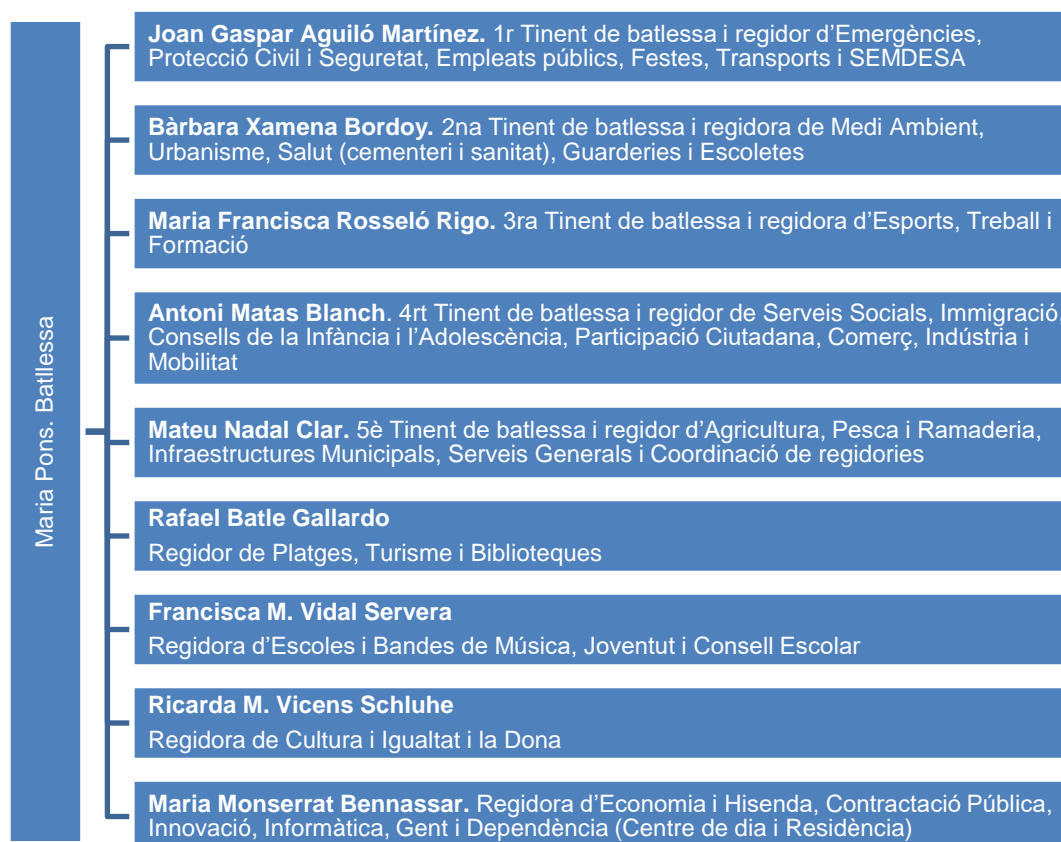 Maria Pons. Batllessa
Joan Gaspar Aguiló Martínez. 1r Tinent de batlessa i regidor d’Emergències,
Protecció Civil i Seguretat, Empleats públics, Festes, Transports i SEMDESA
Bàrbara Xamena Bordoy. 2na Tinent de batlessa i regidora de Medi Ambient,
Urbanisme, Salut (cementeri i sanitat), Guarderies i Escoletes
Maria Francisca Rosseló Rigo. 3ra Tinent de batlessa i regidora d’Esports, Treball i
Formació
Antoni Matas Blanch. 4rt Tinent de batlessa i regidor de Serveis Socials, Immigració,
Consells de la Infància i l’Adolescència, Participació Ciutadana, Comerç, Indústria i
Mobilitat
Mateu Nadal Clar. 5è Tinent de batlessa i regidor d’Agricultura, Pesca i Ramaderia,
Infraestructures Municipals, Serveis Generals i Coordinació de regidories
Rafael Batle Gallardo
Regidor de Platges, Turisme i Biblioteques
Francisca M. Vidal Servera
Regidora d’Escoles i Bandes de Música, Joventut i Consell Escolar
Ricarda M. Vicens Schluhe
Regidora de Cultura i Igualtat i la Dona
Maria Monserrat Bennassar. Regidora d’Economia i Hisenda, Contractació Pública,
Innovació, Informàtica, Gent i Dependència (Centre de dia i Residència)